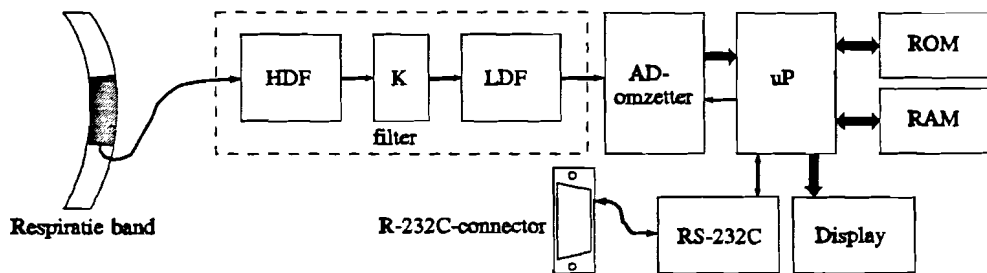 HDF
K
LDF
filter
AD-
omzetter
uP
ROM
RAM
Respiratie band
R-232C-connector
RS-232C
Display